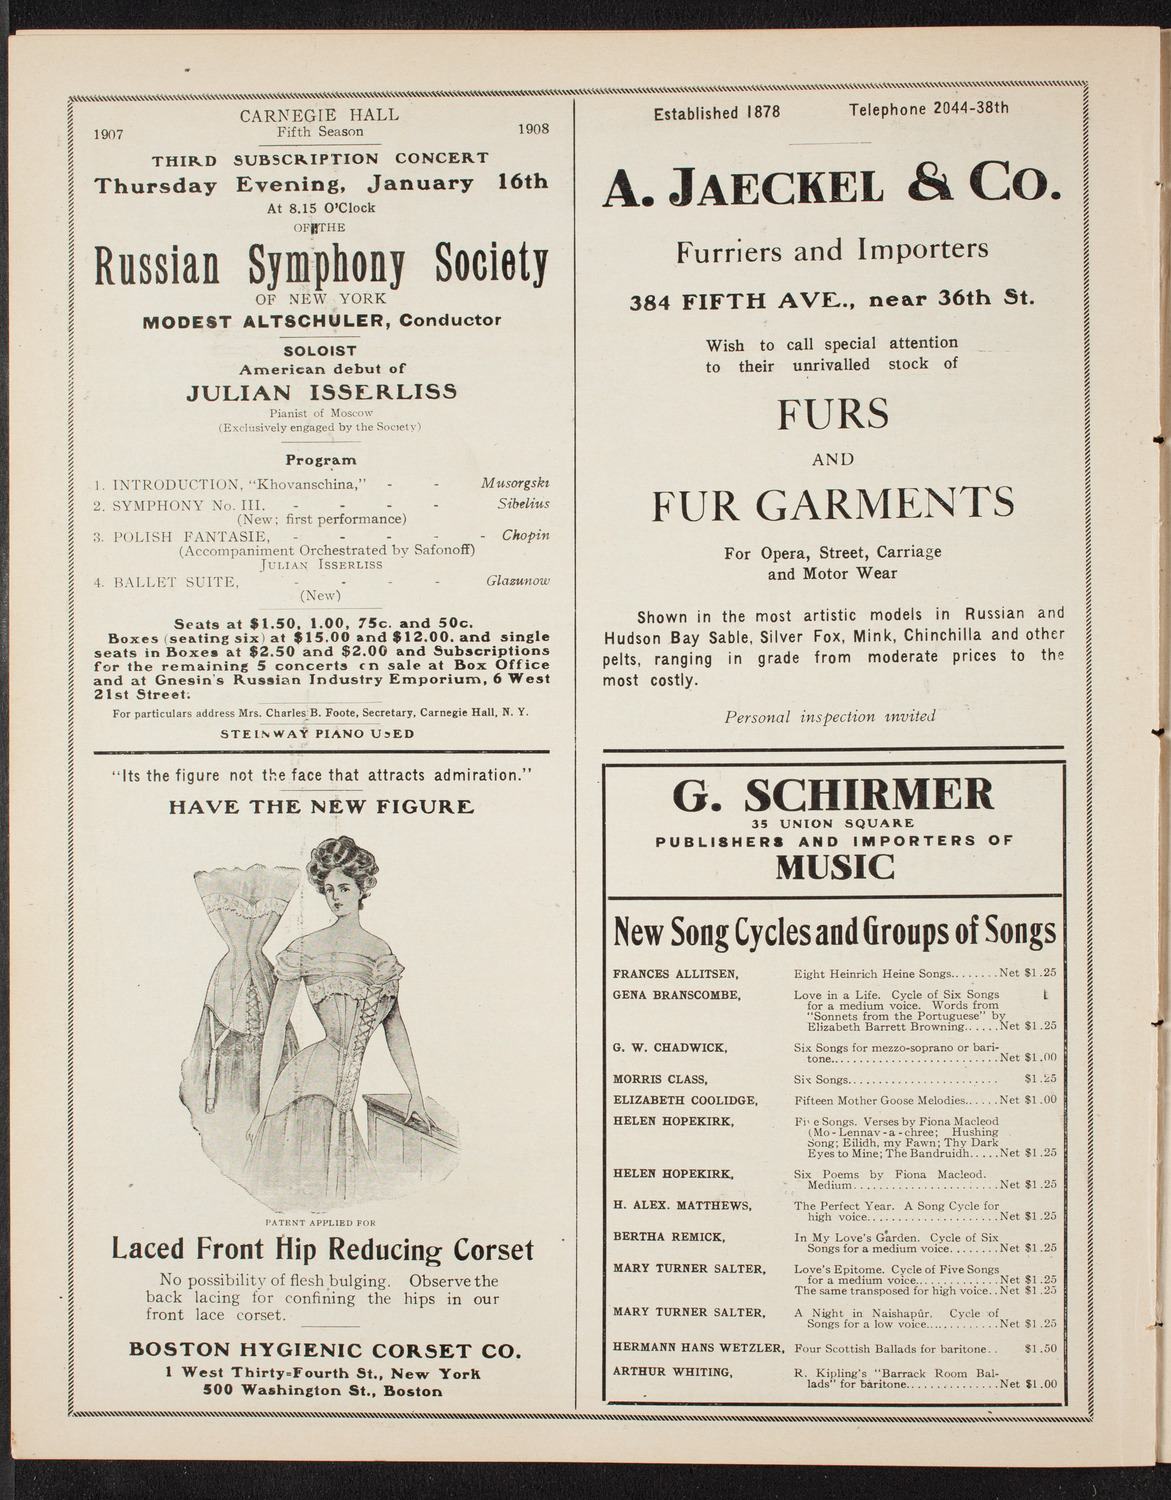 CARNEGIE HALL
1907 Fifth Season 1908
THIRD SUBSCRIPTION CONCERT
Thursday Evening, January 16th
At 8.15 O'Clock
OF THE
Russian Symphony Society
OF NEW YORK
MODEST ALTSCHULER, Conductor
SOLOIST
American debut of
JULIAN ISSERLISS
Pianist of Moscow
(Exclusively engaged by the Society)
Program
1. INTRODUCTION, "Khovanschina," - - Musorgski
2. SYMPHONY No. III. - - - - Sibelius
(New; first performance)
3. POLISH FANTASIE, - - - - - Chopin
(Accompaniment Orchestrated by Safonoff)
JULIAN ISSERLISS
4. BALLET SUITE, - - - - Glazunow
(New)
Seats at $1.50, 1.00, 75c. and 50c.
Boxes (seating six) at $15.00 and $12.00. and single
seats in Boxes at $2.50 and $2.00 and Subscriptions
for the remaining 5 concerts on sale at Box Office
and at Gnesin's Russian Industry Emporium, 6 West
21st Street.
For particulars address Mrs. Charles B. Foote, Secretary, Carnegie Hall, N. Y.
STEINWAY PIANO USED
"Its the figure not the face that attracts admiration."
HAVE THE NEW FIGURE
PATENT APPLIED FOR
Laced Front Hip Reducing Corset
No possibility of flesh bulging. Observe the
back lacing for confining the hips in our
front lace corset.
BOSTON HYGIENIC CORSET CO.
1 West Thirty-Fourth St., New York
500 Washington St., Boston
Established 1878 Telephone 2044-38th
A. JAECKEL & CO.
Furriers and Importers
384 FIFTH AVE., near 36th St.
Wish to call special attention
to their unrivalled stock of
FURS
AND
FUR GARMENTS
For Opera, Street, Carriage
and Motor Wear
Shown in the most artistic models in Russian and
Hudson Bay Sable, Silver Fox, Mink, Chinchilla and other
pelts, ranging in grade from moderate prices to the
most costly.
Personal inspection invited
G. SCHIRMER
35 UNION SQUARE
PUBLISHERS AND IMPORTERS OF
MUSIC
New Song Cycles and Groups of Songs
FRANCES ALLITSEN, Eight Heinrich Heine Songs........Net $1.25
GENA BRANSCOMBE, Love in a Life. Cycle of Six Songs
for a medium voice. Words from
"Sonnets from the Portuguese" by
Elizabeth Barrett Browning......Net $1.25
G. W. CHADWICK, Six Songs for mezzo-soprano or bari-
tone...........................Net $1.00
MORRIS CLASS, Six Songs....................... $1.25
ELIZABETH COOLIDGE, Fifteen Mother Goose Melodies......Net $1.00
HELEN HOPEKIRK, Five Songs. Verses by Fiona Macleod
(Mo-Lennav-a-chree; Hushing
Song; Eilidh, my Fawn; Thy Dark
Eyes to Mine; The Bandruidh.....Net $1.25
HELEN HOPEKIRK, Six Poems by Fiona Macleod.
Medium........................Net $1.25
H. ALEX. MATTHEWS, The Perfect Year. A Song Cycle for
high voice.....................Net $1.25
BERTHA REMICK, In My Love's Garden. Cycle of Six
Songs for a medium voice........Net $1.25
MARY TURNER SALTER, Love's Epitome. Cycle of Five Songs
for a medium voice.............Net $1.25
The same transposed for high voice..Net $1.25
MARY TURNER SALTER, A Night in Naishapûr. Cycle of
Songs for a low voice............Net $1.25
HERMANN HANS WETZLER, Four Scottish Ballads for baritone.. $1.50
ARTHUR WHITING, R. Kipling's "Barrack Room Bal-
lads" for baritone...............Net $1.00